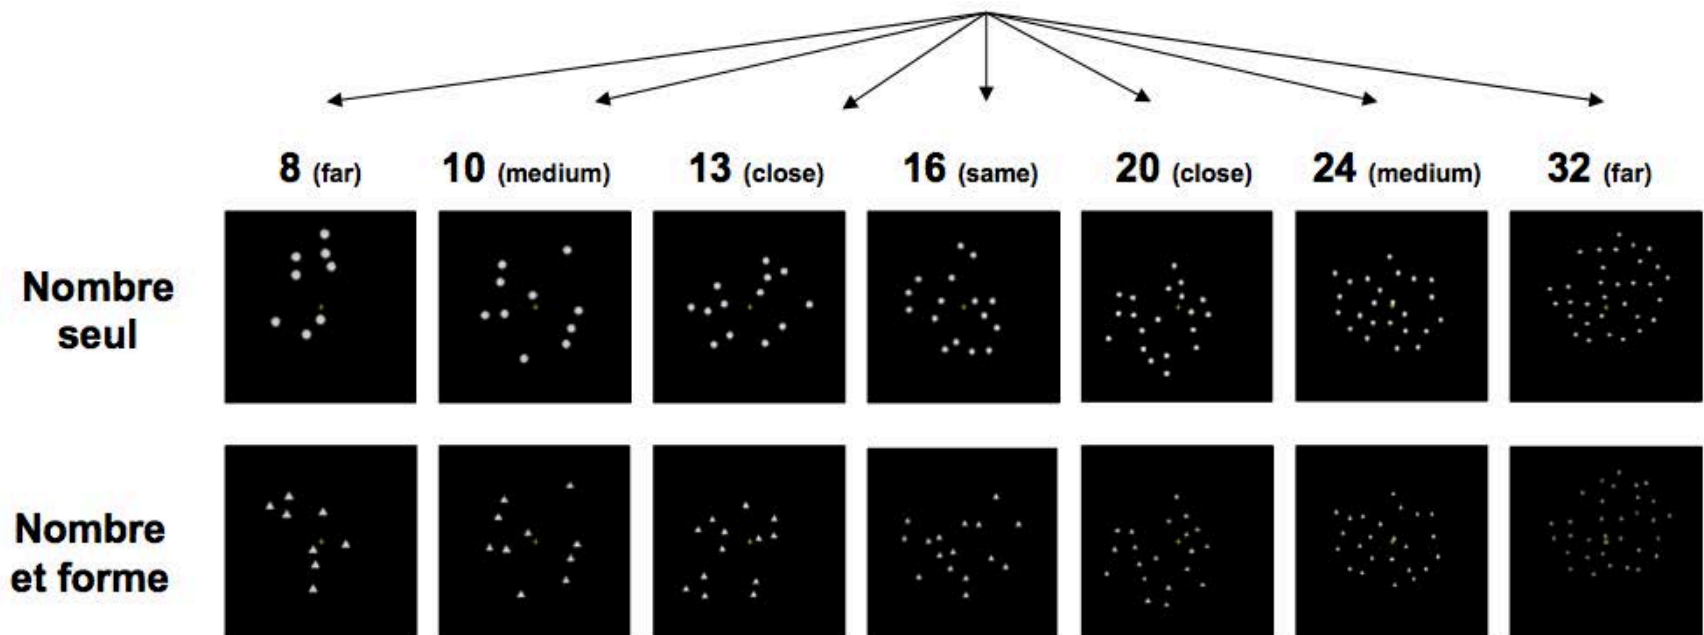 8 (far) 10 (medium) 13 (close) 16 (same) 20 (close) 24 (medium) 32 (far)
Nombre
seul
Nombre
et forme